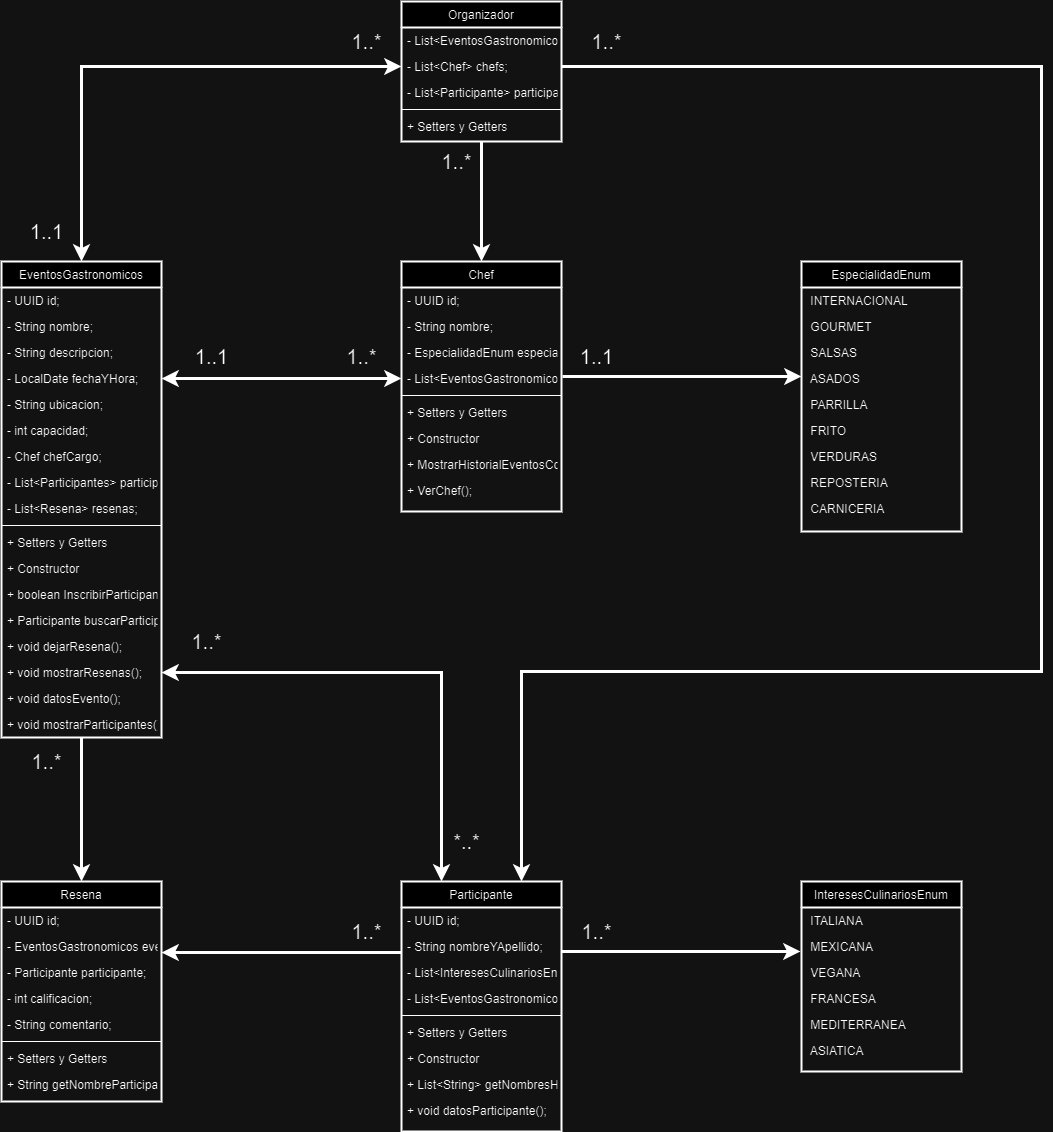 Organizador
- List<EventosGastronomico
- List<Chef> chefs;
- List<Participante> participa
+ Setters y Getters
1..*
1..*
1..*
1..1
EventosGastronomicos
- UUID id;
- String nombre;
- String descripcion;
- LocalDate fechaYHora;
- String ubicacion;
- int capacidad;
- Chef chefCargo;
- List<Participantes> particip
- List<Resena> resenas;
+ Setters y Getters
+ Constructor
+ boolean InscribirParticipan
+ Participante buscarParticip
+ void dejarResena();
+ void mostrarResenas();
+ void datosEvento();
+ void mostrarParticipantes(
1..1
1..*
Chef
- UUID id;
- String nombre;
- EspecialidadEnum especia
- List<EventosGastronomico
+ Setters y Getters
+ Constructor
+ MostrarHistorialEventosCo
+ VerChef();
1..1
EspecialidadEnum
INTERNACIONAL
GOURMET
SALSAS
ASADOS
PARRILLA
FRITO
VERDURAS
REPOSTERIA
CARNICERIA
1..*
1..*
*..*
Resena
- UUID id;
- EventosGastronomicos eve
- Participante participante;
- int calificacion;
- String comentario;
+ Setters y Getters
+ String getNombreParticipa
1..*
Participante
- UUID id;
- String nombreYApellido;
- List<InteresesCulinariosEn
- List<EventosGastronomico
+ Setters y Getters
+ Constructor
+ List<String> getNombresH
+ void datosParticipante();
1..*
InteresesCulinariosEnum
ITALIANA
MEXICANA
VEGANA
FRANCESA
MEDITERRANEA
ASIATICA